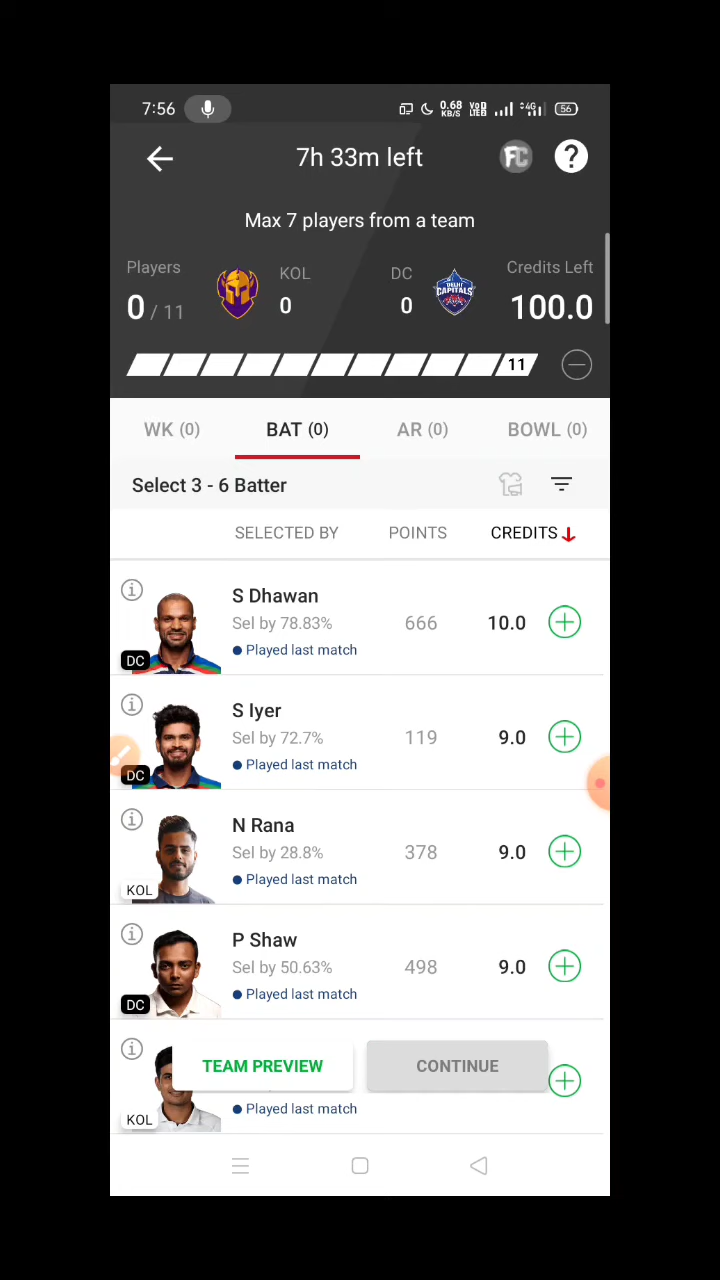 7:56 0.68 KB/S VoD LTE2 4G 56
7h 33m left FC ?
Max 7 players from a team
Players KOL DC Credits Left
0 / 11 0 0 DELHI CAPITALS 100.0
11
WK (0) BAT (0) AR (0) BOWL (0)
Select 3 - 6 Batter
SELECTED BY POINTS CREDITS
S Dhawan
Sel by 78.83% 666 10.0
Played last match
DC
S Iyer
Sel by 72.7% 119 9.0
Played last match
DC
N Rana
Sel by 28.8% 378 9.0
Played last match
KOL
P Shaw
Sel by 50.63% 498 9.0
Played last match
DC
TEAM PREVIEW CONTINUE
Played last match
KOL